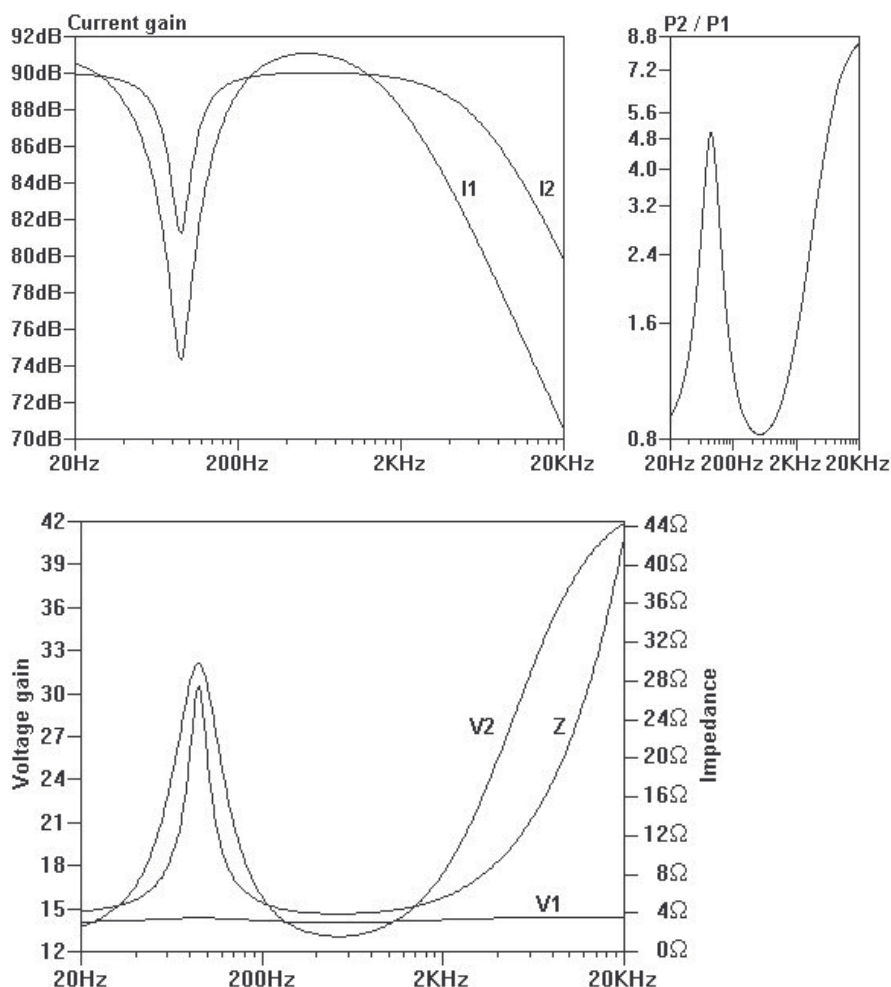 Current gain
92dB
90dB
88dB
86dB
84dB
82dB
80dB
78dB
76dB
74dB
72dB
70dB
I1
I2
20Hz
200Hz
2KHz
20KHz
P2 / P1
8.8
7.2
5.6
4.8
4.0
3.2
2.4
1.6
0.8
20Hz
200Hz
2KHz
20KHz
Voltage gain
42
39
36
33
30
27
24
21
18
15
12
V2
Z
V1
44Ω
40Ω
36Ω
32Ω
28Ω
24Ω
20Ω
16Ω
12Ω
8Ω
4Ω
0Ω
Impedance
20Hz
200Hz
2KHz
20KHz